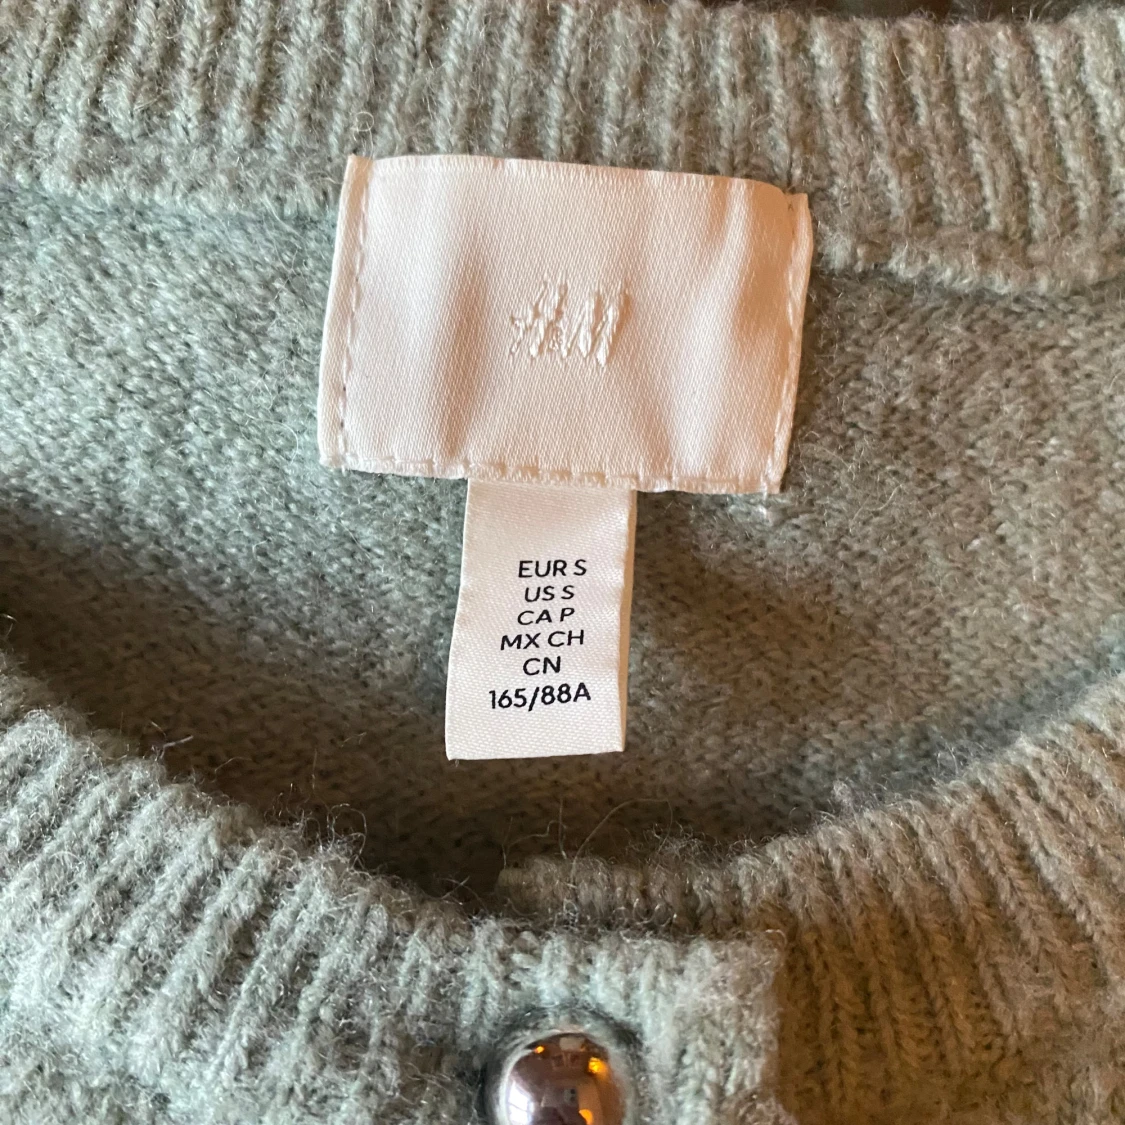 H&M
EUR S
US S
CA P
MX CH
CN
165/88A